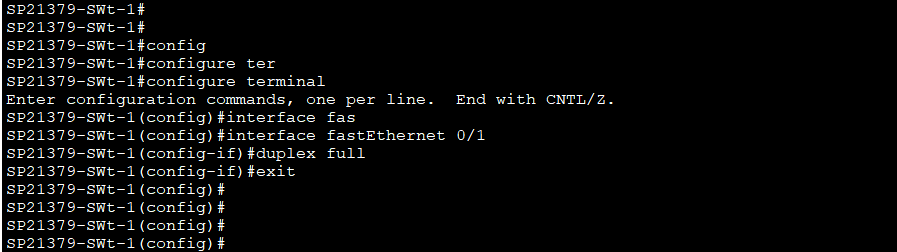 SP21379-SWt-1#
SP21379-SWt-1#
SP21379-SWt-1#config
SP21379-SWt-1#configure ter
SP21379-SWt-1#configure terminal
Enter configuration commands, one per line.  End with CNTL/Z.
SP21379-SWt-1(config)#interface fas
SP21379-SWt-1(config)#interface fastEthernet 0/1
SP21379-SWt-1(config-if)#duplex full
SP21379-SWt-1(config-if)#exit
SP21379-SWt-1(config)#
SP21379-SWt-1(config)#
SP21379-SWt-1(config)#
SP21379-SWt-1(config)#